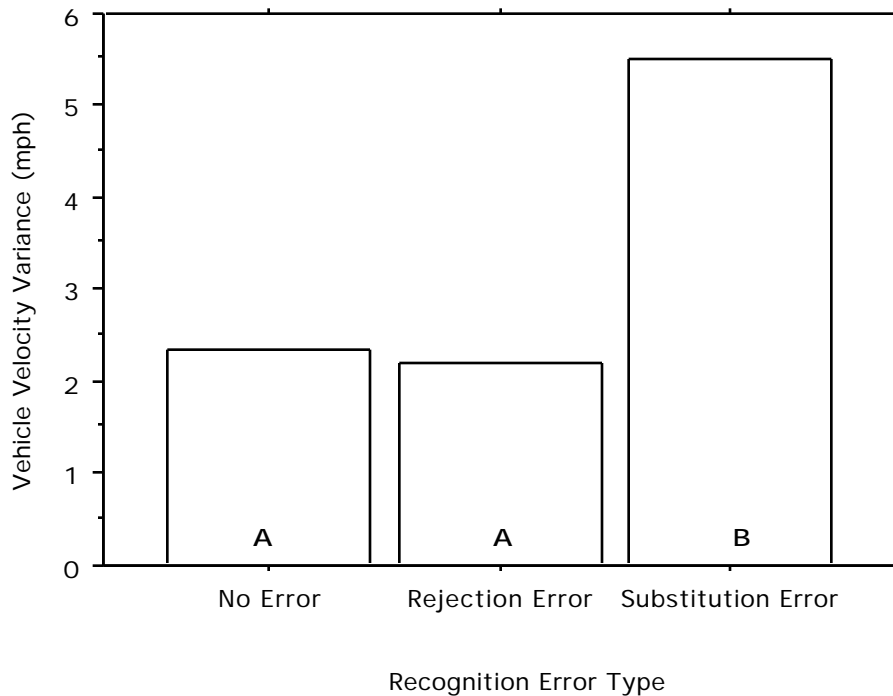 6
5
4
3
2
1
0
Vehicle Velocity Variance (mph)
A
A
B
No Error
Rejection Error
Substitution Error
Recognition Error Type